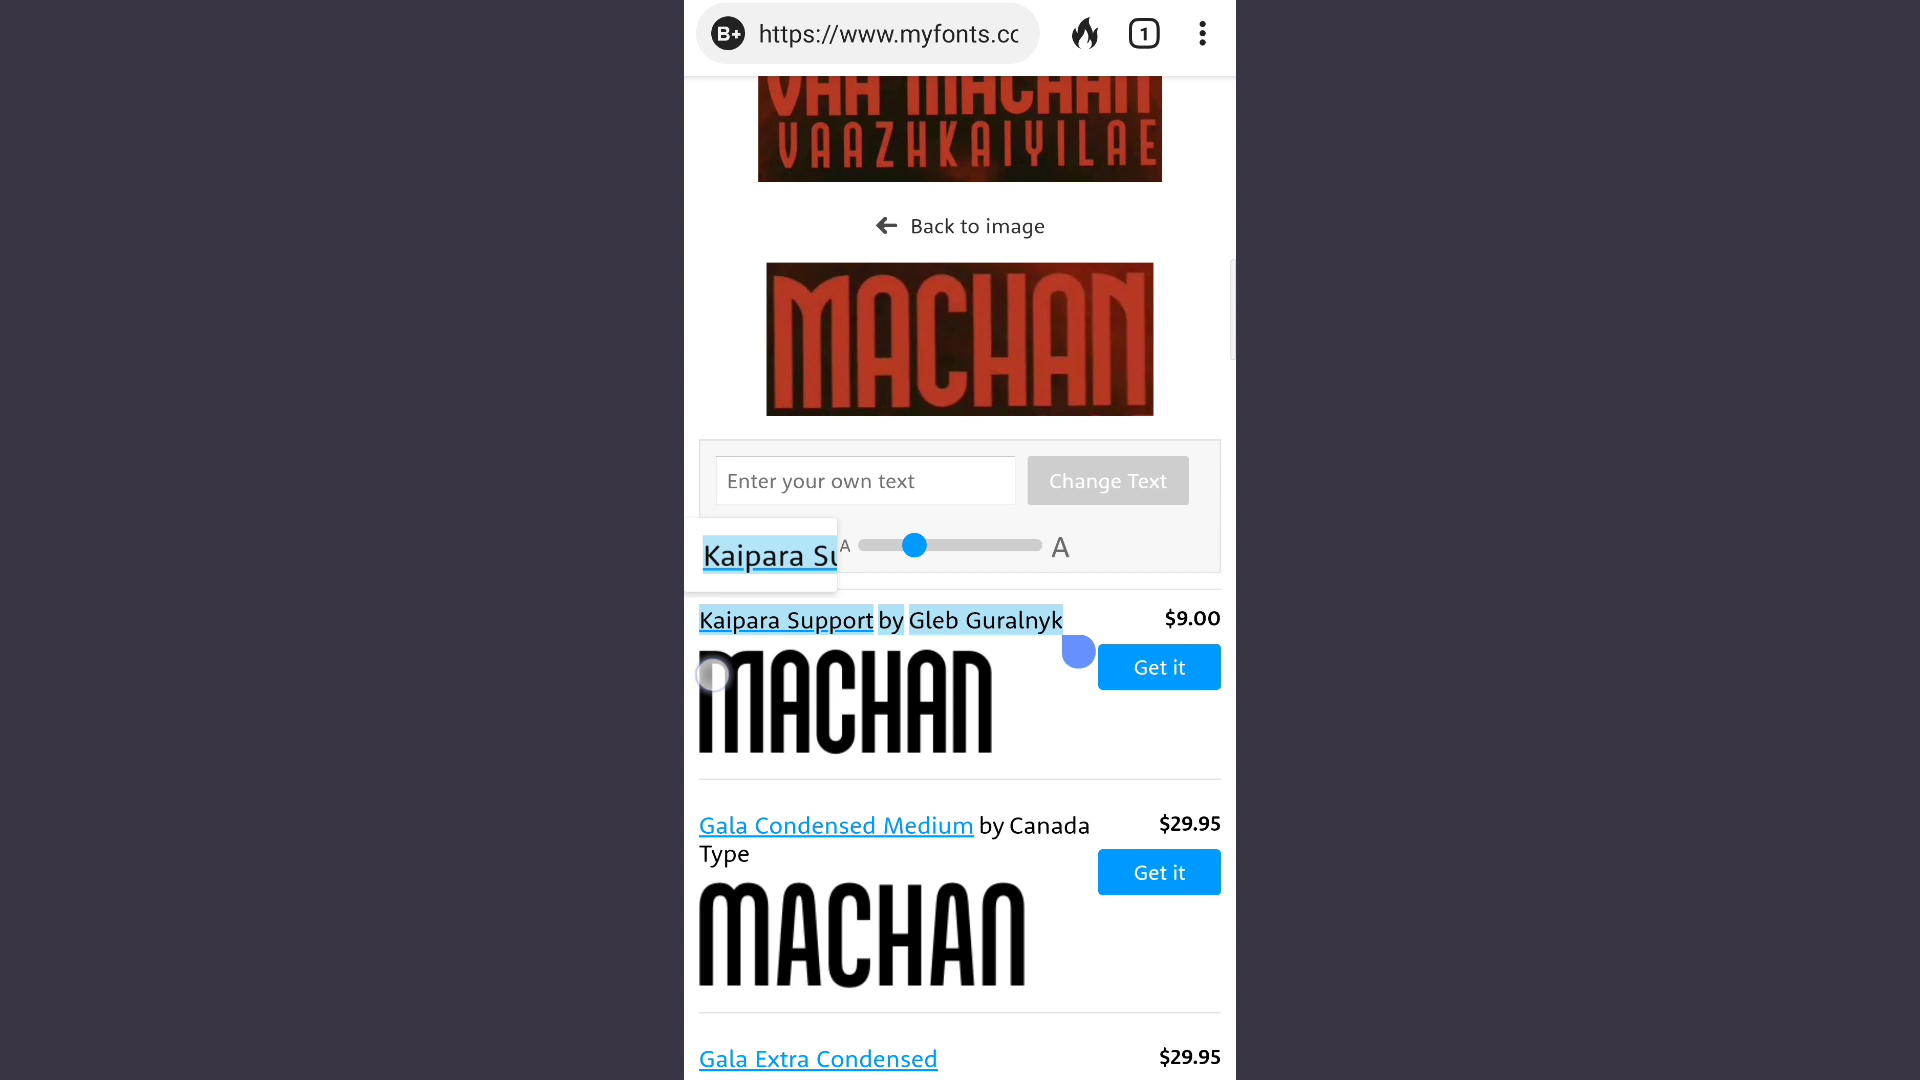 B+ https://www.myfonts.cc 1
VAA MACHAN
VAAZHKAIYILAE
Back to image
MACHAN
Enter your own text
Change Text
Kaipara Su
A A
Kaipara Support by Gleb Guralnyk
$9.00
MACHAN
Get it
Gala Condensed Medium by Canada
Type
$29.95
Get it
MACHAN
Gala Extra Condensed
$29.95